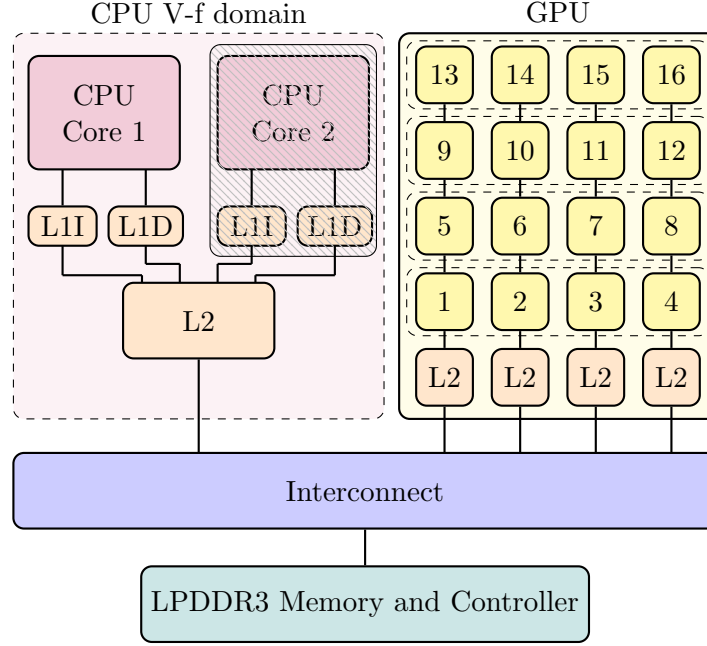 CPU V-f domain
GPU
CPU
Core 1
CPU
Core 2
L1I
L1D
L1I
L1D
L2
13
14
15
16
9
10
11
12
5
6
7
8
1
2
3
4
L2
L2
L2
L2
Interconnect
LPDDR3 Memory and Controller